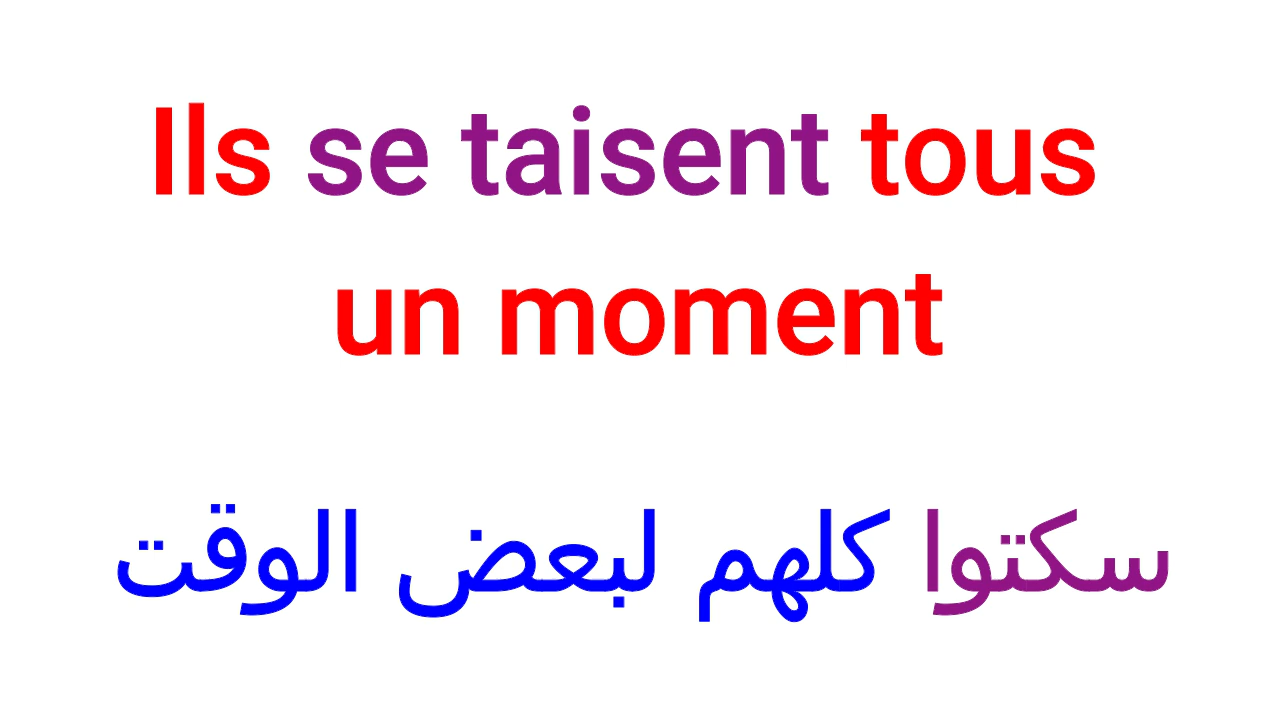 Ils se taisent tous
un moment
سكتوا كلهم لبعض الوقت